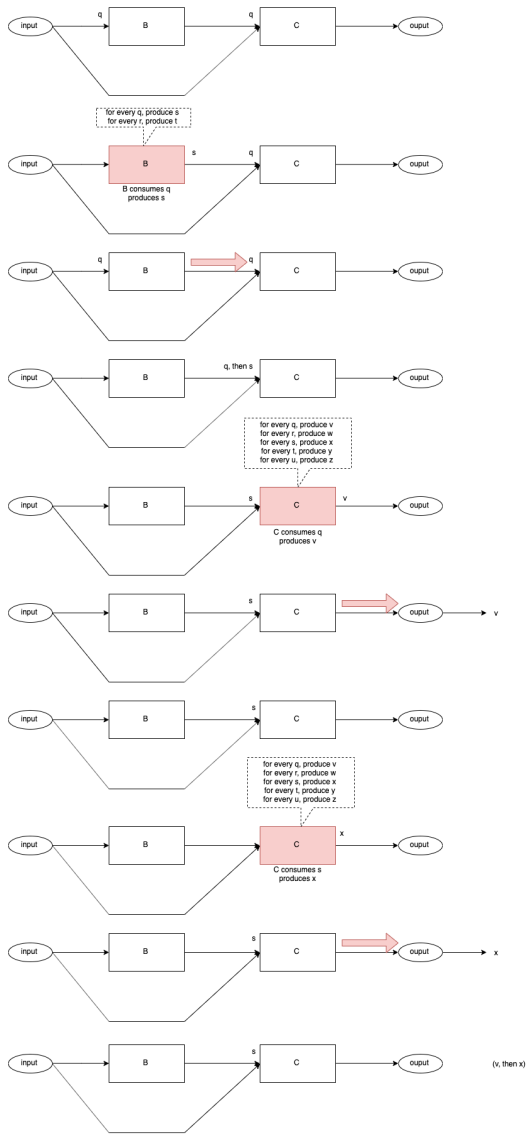 q
q
input
B
C
ouput
for every q, produce s
for every r, produce t
s
q
input
B
C
ouput
B consumes q
produces s
q
q
input
B
C
ouput
q, then s
input
B
C
ouput
for every q, produce v
for every r, produce w
for every s, produce x
for every t, produce y
for every u, produce z
s
v
input
B
C
ouput
C consumes q
produces v
s
input
B
C
ouput
v
s
input
B
C
ouput
for every q, produce v
for every r, produce w
for every s, produce x
for every t, produce y
for every u, produce z
x
input
B
C
ouput
C consumes s
produces x
s
input
B
C
ouput
x
s
input
B
C
ouput
(v, then x)